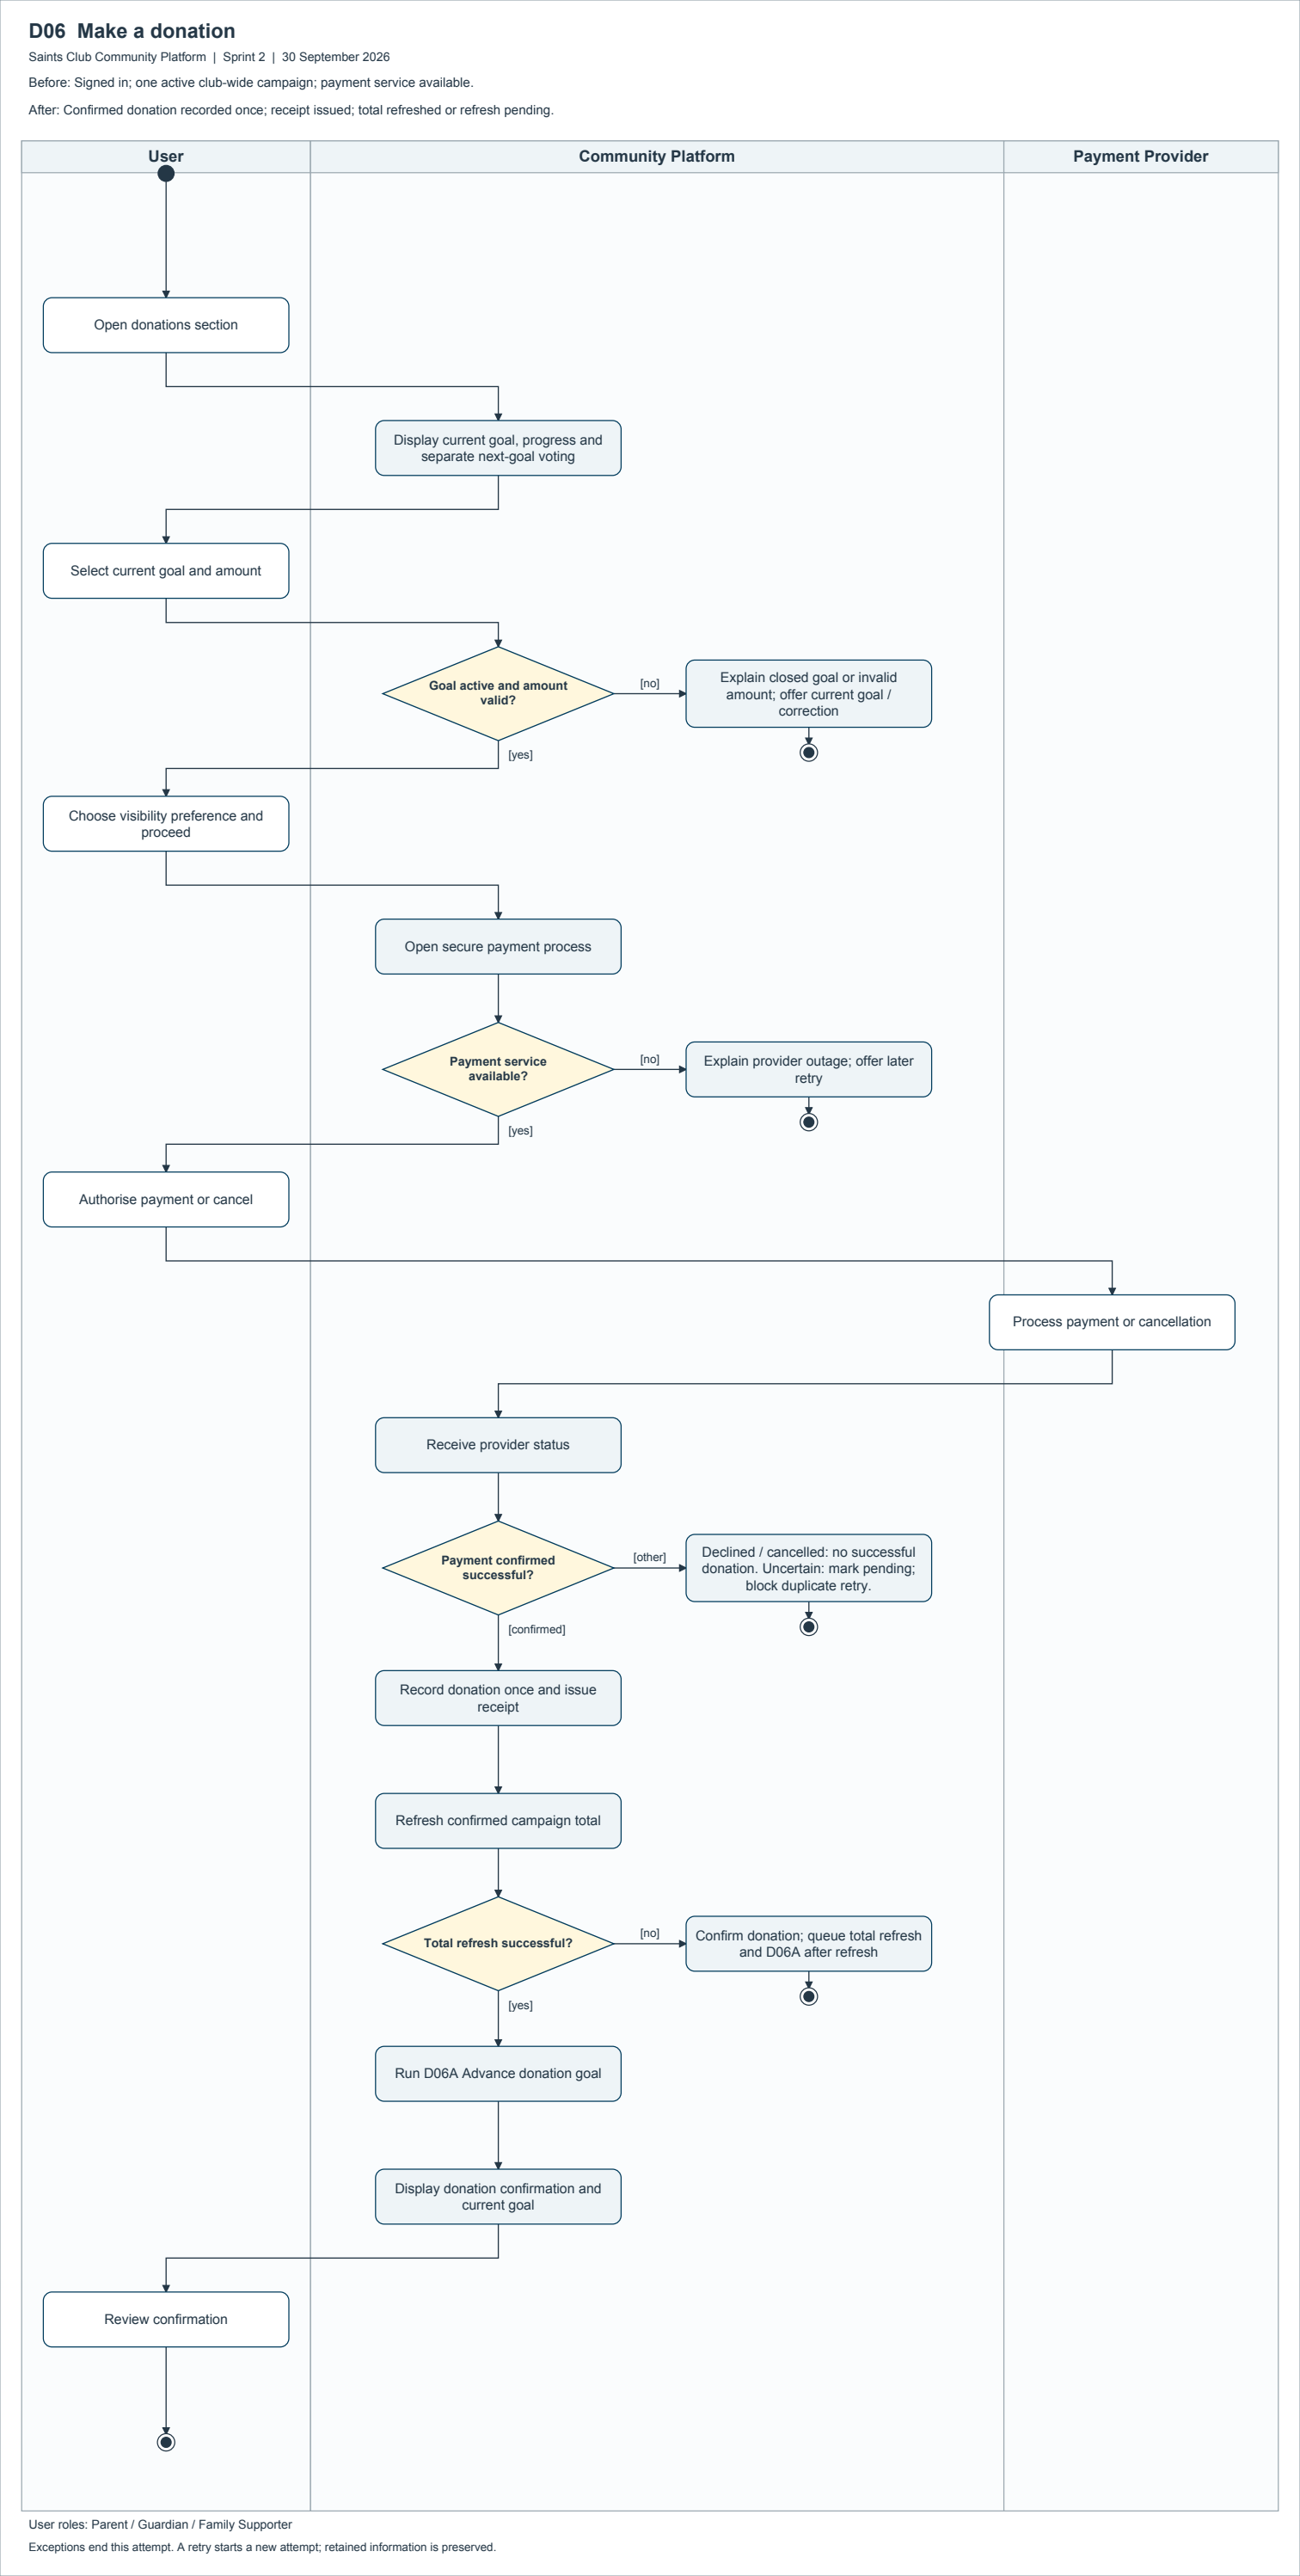 D06  Make a donation
Saints Club Community Platform  |  Sprint 2  |  30 September 2026
Before: Signed in; one active club-wide campaign; payment service available.
After: Confirmed donation recorded once; receipt issued; total refreshed or refresh pending.
User
Community Platform
Payment Provider
Open donations section
Display current goal, progress and
separate next-goal voting
Select current goal and amount
Goal active and amount
valid?
[no]
Explain closed goal or invalid
amount; offer current goal /
correction
[yes]
Choose visibility preference and
proceed
Open secure payment process
Payment service
available?
[no]
Explain provider outage; offer later
retry
[yes]
Authorise payment or cancel
Process payment or cancellation
Receive provider status
Payment confirmed
successful?
[other]
Declined / cancelled: no successful
donation. Uncertain: mark pending;
block duplicate retry.
[confirmed]
Record donation once and issue
receipt
Refresh confirmed campaign total
Total refresh successful?
[no]
Confirm donation; queue total refresh
and D06A after refresh
[yes]
Run D06A Advance donation goal
Display donation confirmation and
current goal
Review confirmation
User roles: Parent / Guardian / Family Supporter
Exceptions end this attempt. A retry starts a new attempt; retained information is preserved.